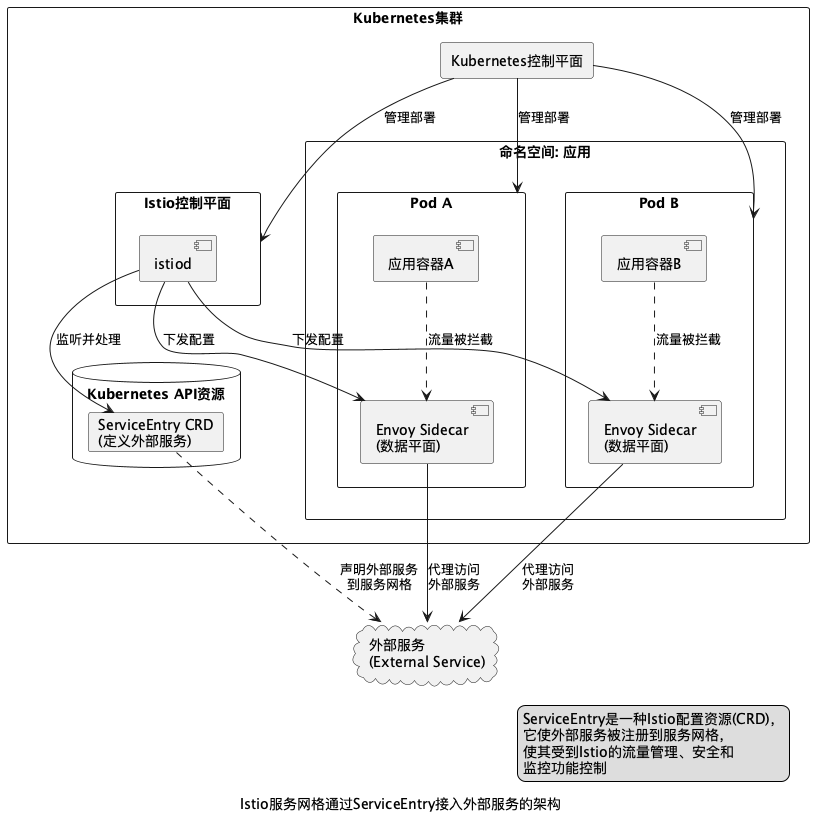 Kubernetes集群
Kubernetes控制平面
管理部署
管理部署
管理部署
命名空间: 应用
Istio控制平面
Pod A
Pod B
istiod
应用容器A
应用容器B
监听并处理
下发配置
下发配置
流量被拦截
流量被拦截
Kubernetes API资源
ServiceEntry CRD
(定义外部服务)
Envoy Sidecar
(数据平面)
Envoy Sidecar
(数据平面)
声明外部服务
到服务网格
代理访问
外部服务
代理访问
外部服务
外部服务
(External Service)
ServiceEntry是一种Istio配置资源(CRD)，
它使外部服务被注册到服务网格，
使其受到Istio的流量管理、安全和
监控功能控制
Istio服务网格通过ServiceEntry接入外部服务的架构